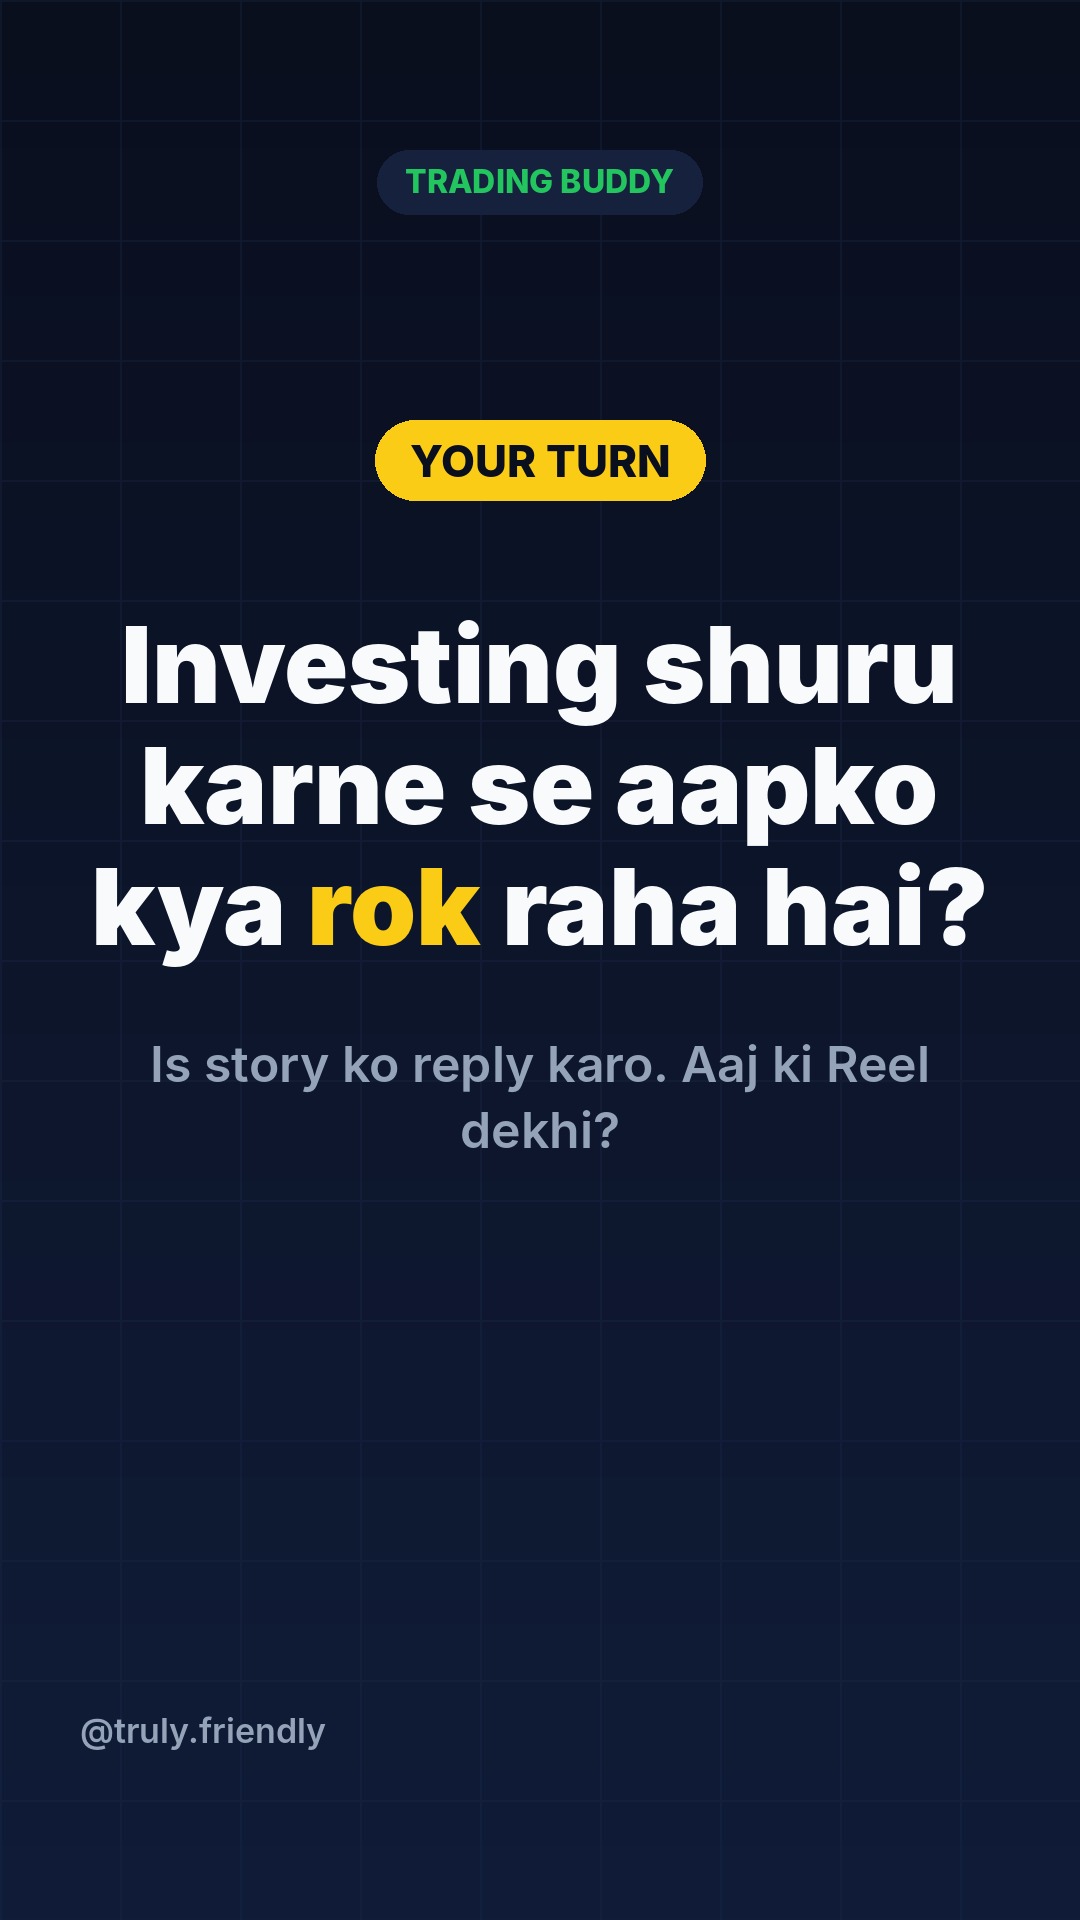 TRADING BUDDY
YOUR TURN
Investing shuru
karne se aapko
kya rok raha hai?
Is story ko reply karo. Aaj ki Reel
dekhi?
@truly.friendly